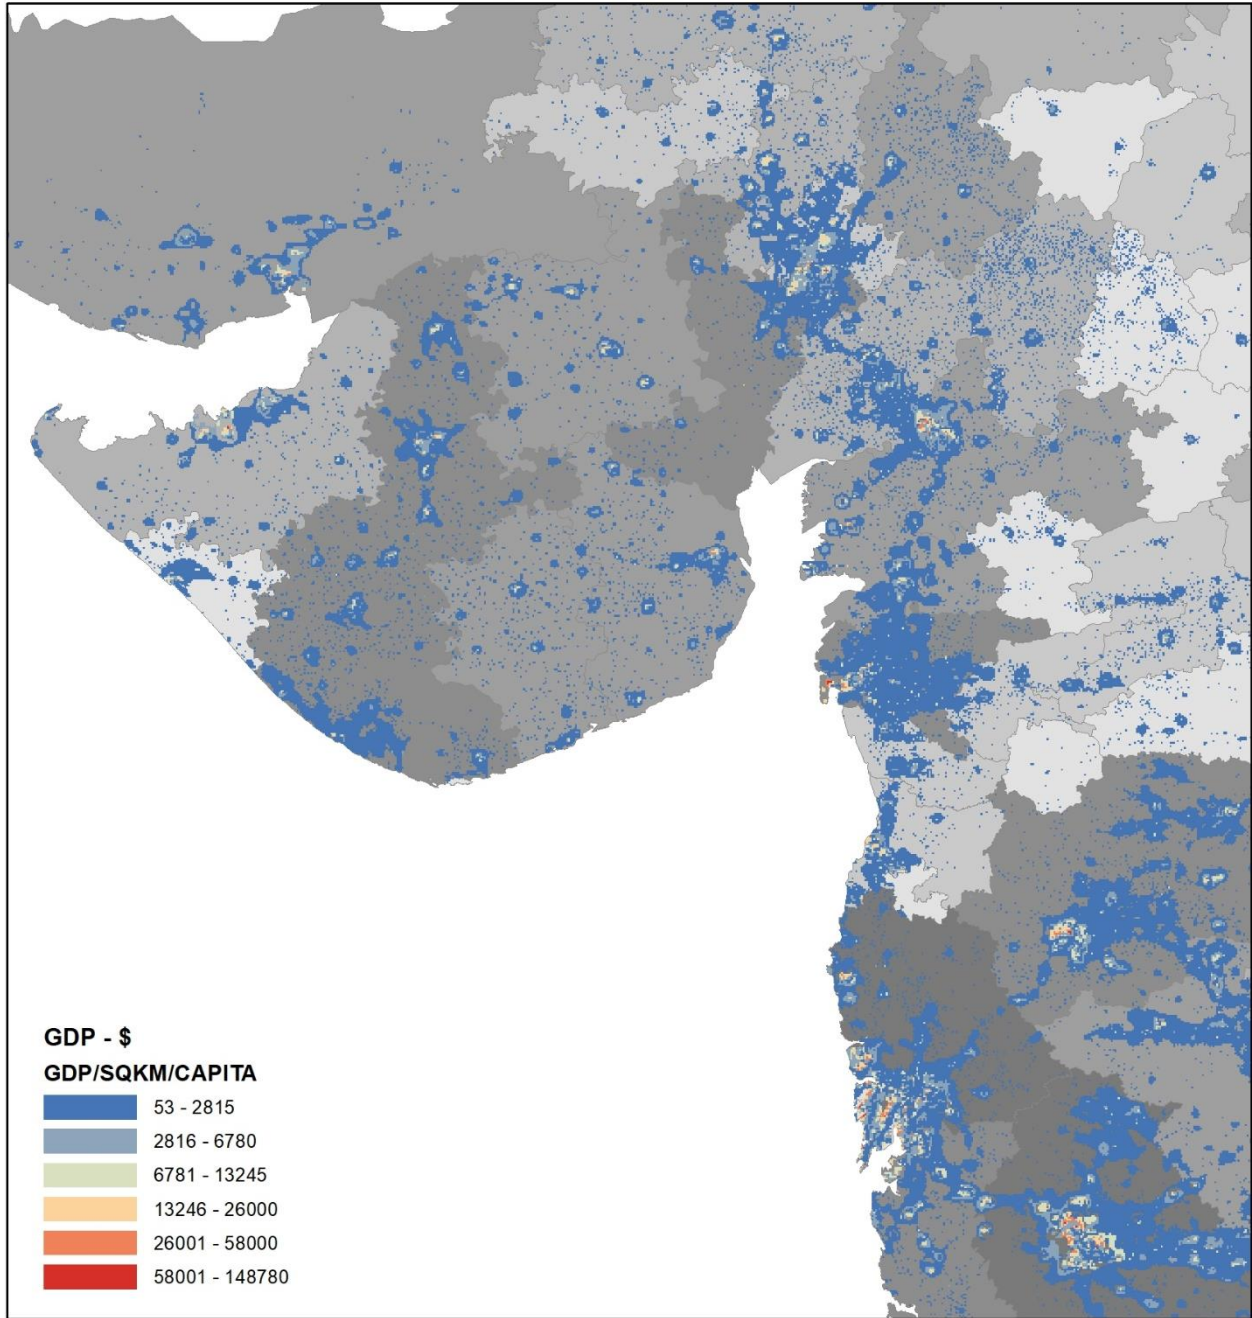 GDP - $
GDP/SQKM/CAPITA
53 - 2815
2816 - 6780
6781 - 13245
13246 - 26000
26001 - 58000
58001 - 148780